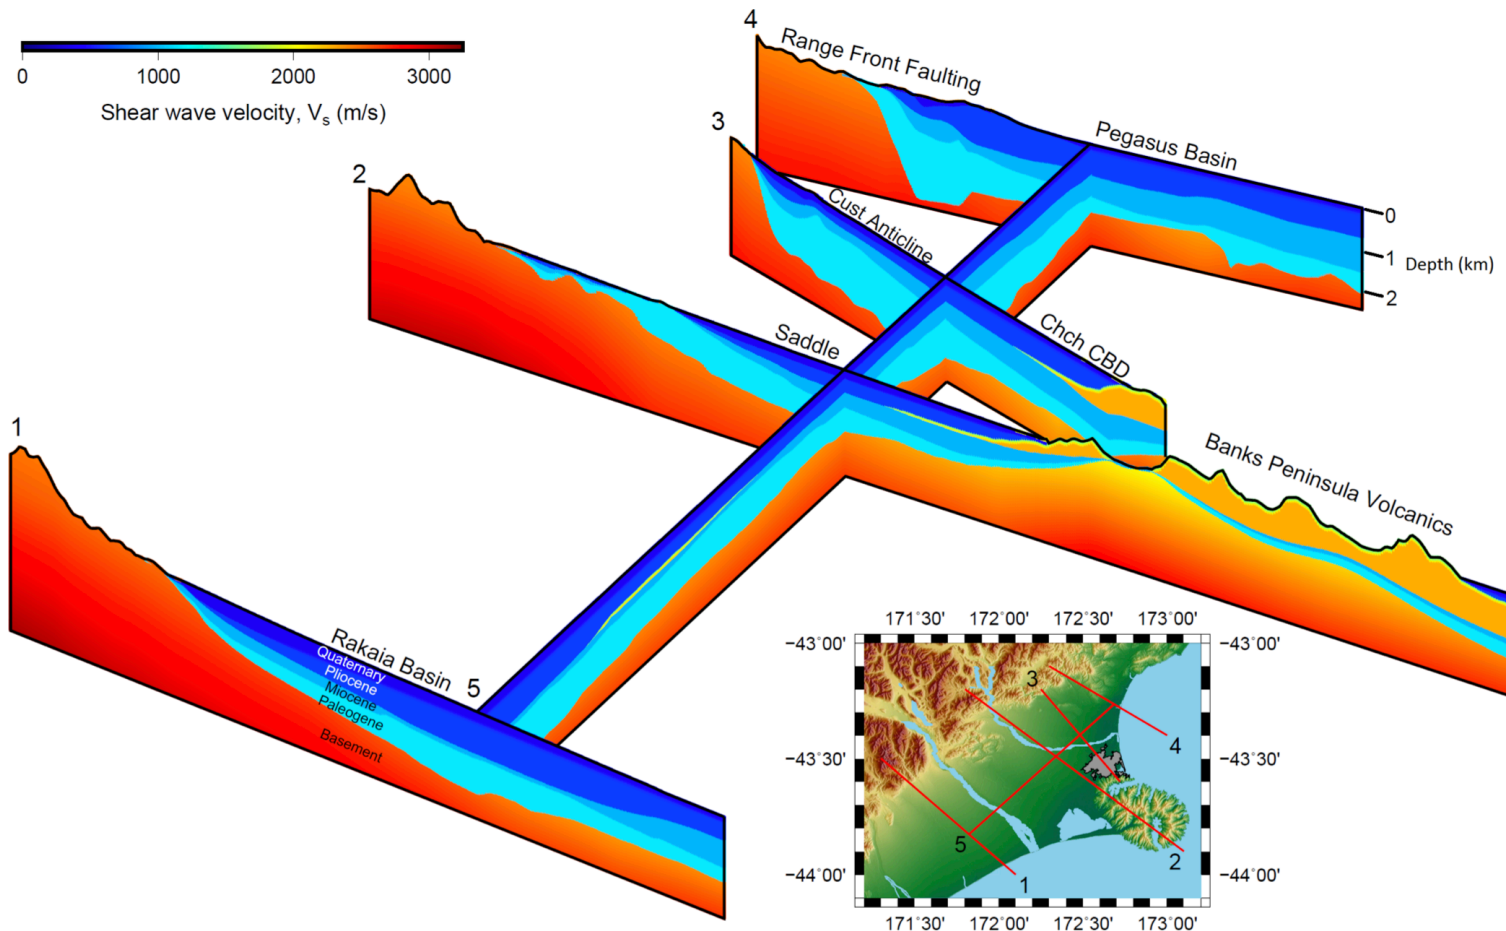 4
Range Front Faulting
0 1000 2000 3000
Shear wave velocity, Vs (m/s)
3
Pegasus Basin
2
Cust Anticline
0
1 Depth (km)
2
Saddle
Chch CBD
1
Banks Peninsula Volcanics
Rakaia Basin
5
Quaternary
Pliocene
Miocene
Paleogene
Basement
171°30' 172°00' 172°30' 173°00'
−43°00' −43°00'
3
4
−43°30' −43°30'
5
2
1
−44°00' −44°00'
171°30' 172°00' 172°30' 173°00'